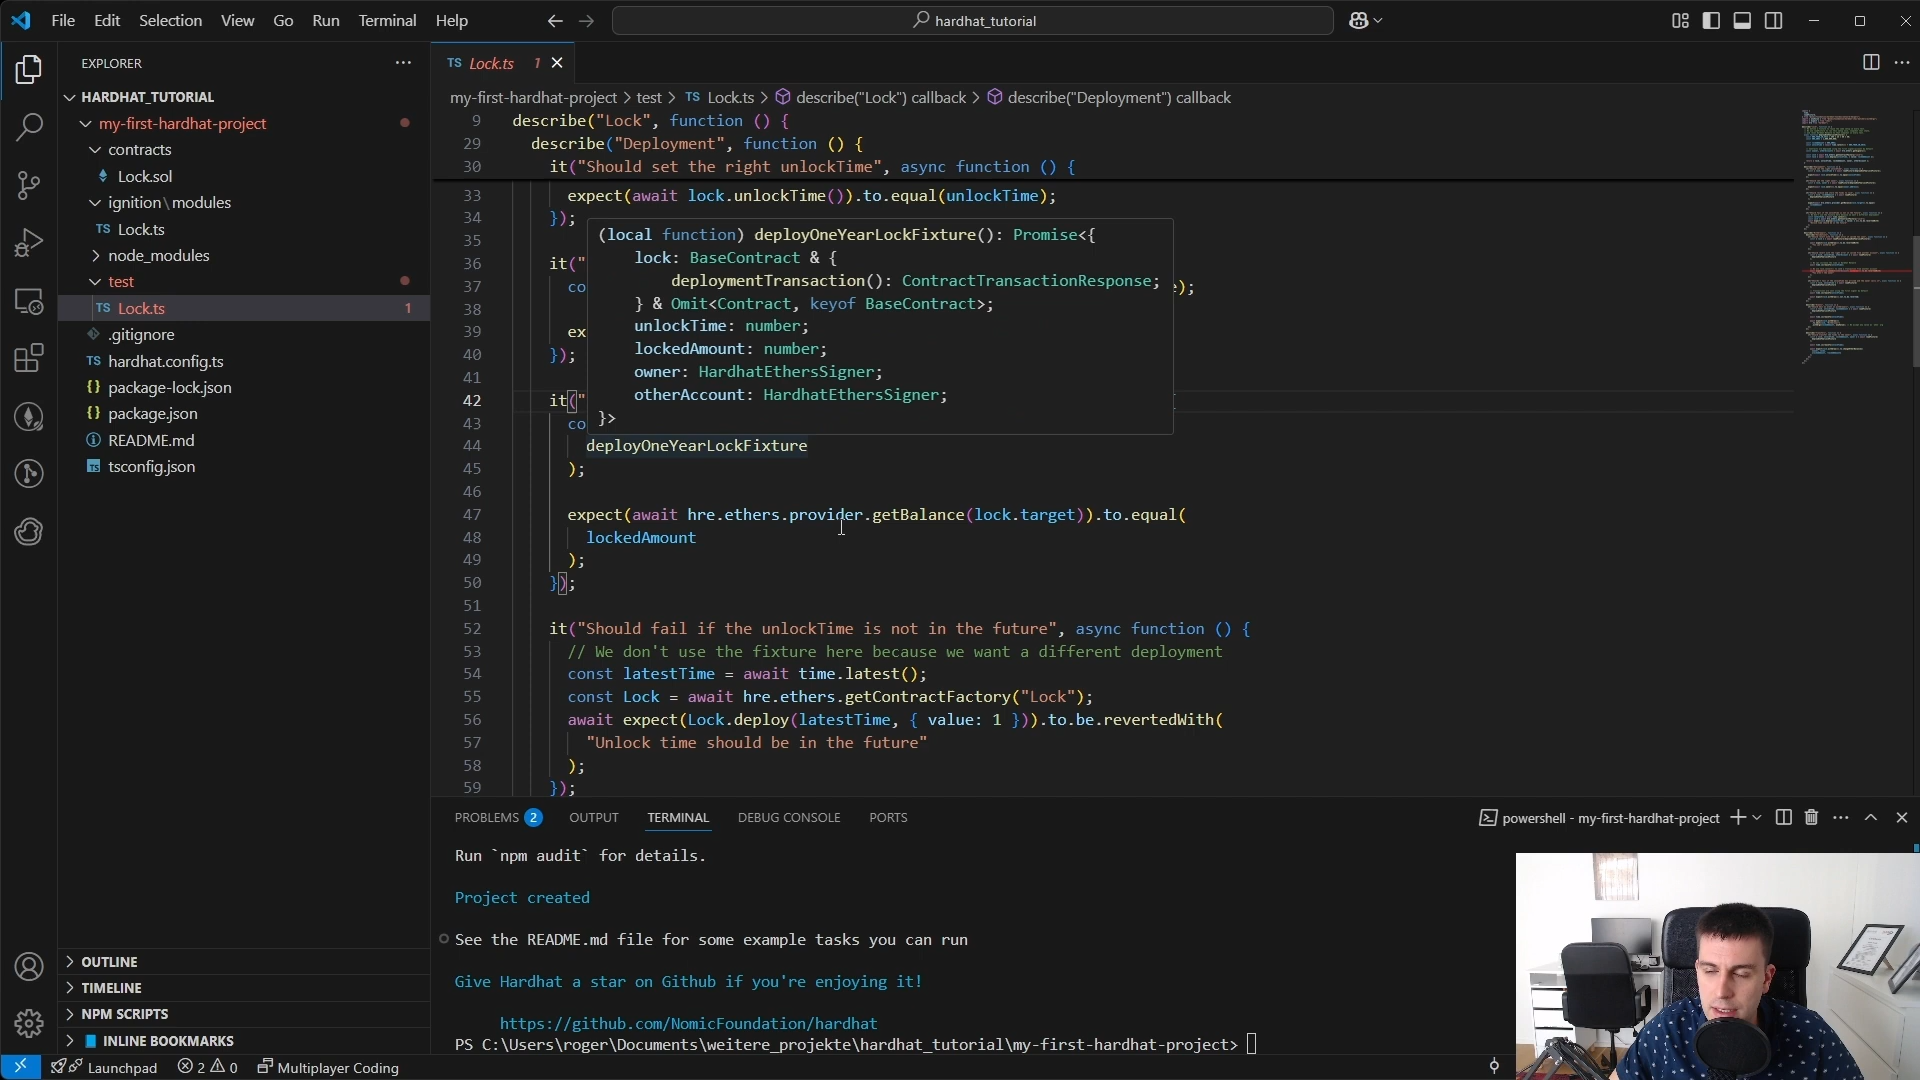 File Edit Selection View Go Run Terminal Help
hardhat_tutorial
EXPLORER
HARDHAT_TUTORIAL
my-first-hardhat-project
contracts
Lock.sol
ignition\modules
TS Lock.ts
node_modules
test
TS Lock.ts 1
.gitignore
TS hardhat.config.ts
{} package-lock.json
{} package.json
README.md
TS tsconfig.json
OUTLINE
TIMELINE
NPM SCRIPTS
INLINE BOOKMARKS
TS Lock.ts 1
my-first-hardhat-project > test > TS Lock.ts > describe("Lock") callback > describe("Deployment") callback
9 describe("Lock", function () {
29 describe("Deployment", function () {
30 it("Should set the right unlockTime", async function () {
33 expect(await lock.unlockTime()).to.equal(unlockTime);
34 });
35
36 it("
37 co e);
38
39 ex
40 });
41
42 it("
43 co
44 deployOneYearLockFixture
45 );
46
47 expect(await hre.ethers.provider.getBalance(lock.target)).to.equal(
48 lockedAmount
49 );
50 });
51
52 it("Should fail if the unlockTime is not in the future", async function () {
53 // We don't use the fixture here because we want a different deployment
54 const latestTime = await time.latest();
55 const Lock = await hre.ethers.getContractFactory("Lock");
56 await expect(Lock.deploy(latestTime, { value: 1 })).to.be.revertedWith(
57 "Unlock time should be in the future"
58 );
59 });
(local function) deployOneYearLockFixture(): Promise<{
lock: BaseContract & {
deploymentTransaction(): ContractTransactionResponse;
} & Omit<Contract, keyof BaseContract>;
unlockTime: number;
lockedAmount: number;
owner: HardhatEthersSigner;
otherAccount: HardhatEthersSigner;
}>
PROBLEMS 2 OUTPUT TERMINAL DEBUG CONSOLE PORTS
powershell - my-first-hardhat-project
Run `npm audit` for details.
Project created
See the README.md file for some example tasks you can run
Give Hardhat a star on Github if you're enjoying it!
https://github.com/NomicFoundation/hardhat
PS C:\Users\roger\Documents\weitere_projekte\hardhat_tutorial\my-first-hardhat-project>
Launchpad 2 0 Multiplayer Coding